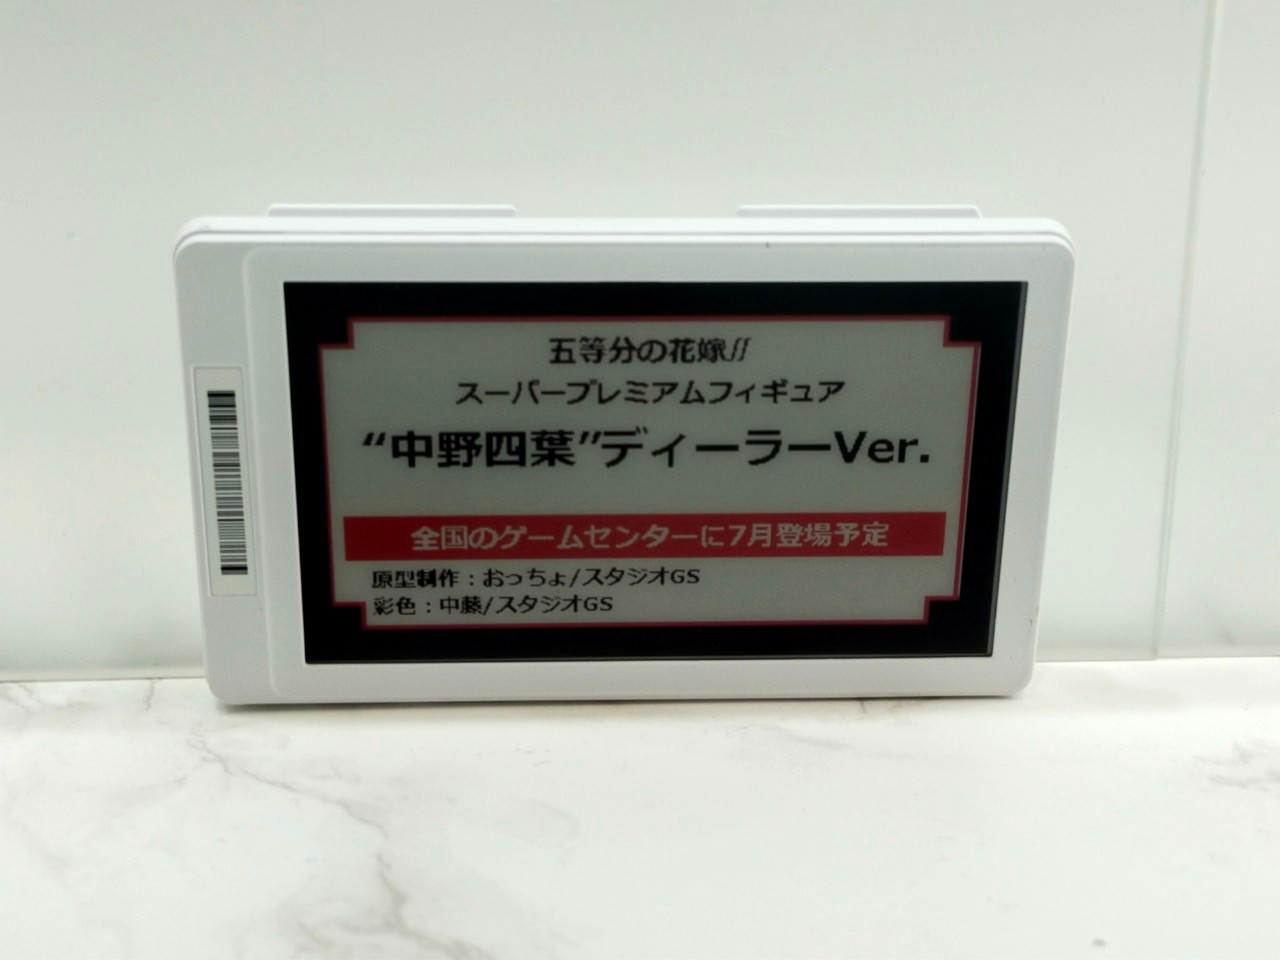 五等分の花嫁∬
スーパープレミアムフィギュア
“中野四葉”ディーラーVer.
全国のゲームセンターに7月登場予定
原型制作：おっちょ/スタジオGS
彩色：中藤/スタジオGS